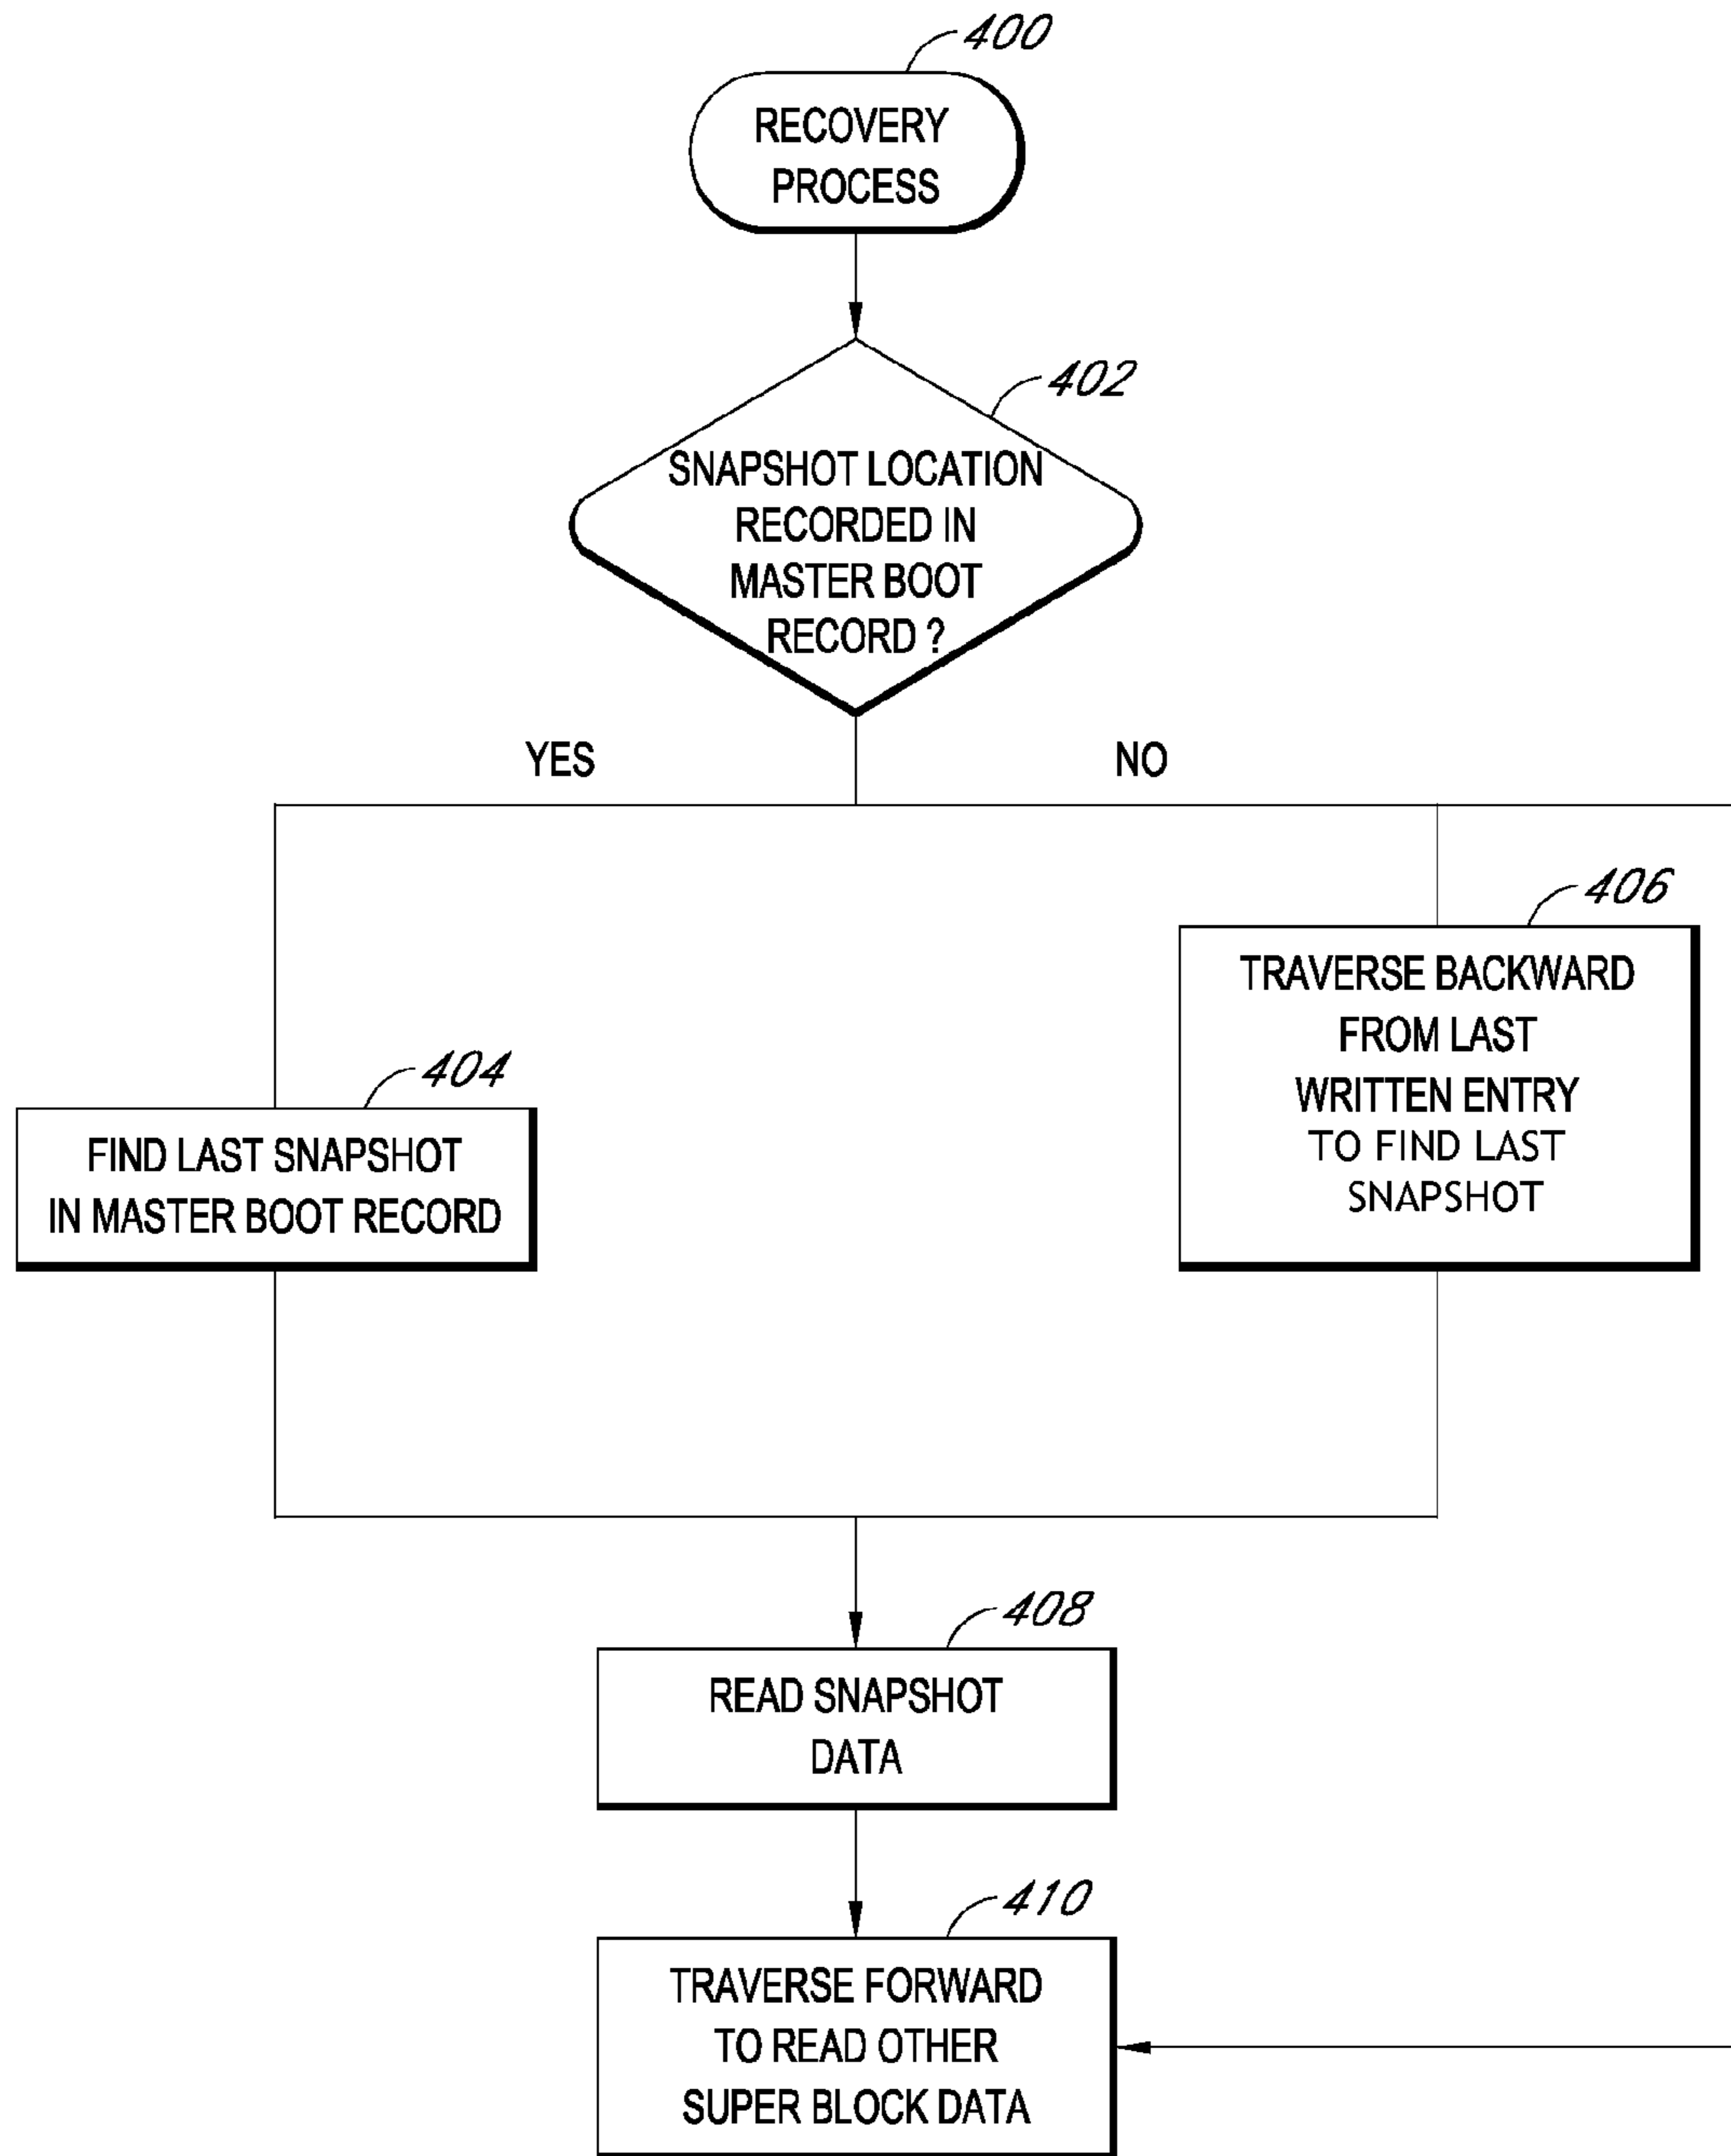 400
RECOVERY
PROCESS
402
SNAPSHOT LOCATION
RECORDED IN
MASTER BOOT
RECORD ?
YES
NO
406
TRAVERSE BACKWARD
FROM LAST
WRITTEN ENTRY
TO FIND LAST
SNAPSHOT
404
FIND LAST SNAPSHOT
IN MASTER BOOT RECORD
408
READ SNAPSHOT
DATA
410
TRAVERSE FORWARD
TO READ OTHER
SUPER BLOCK DATA